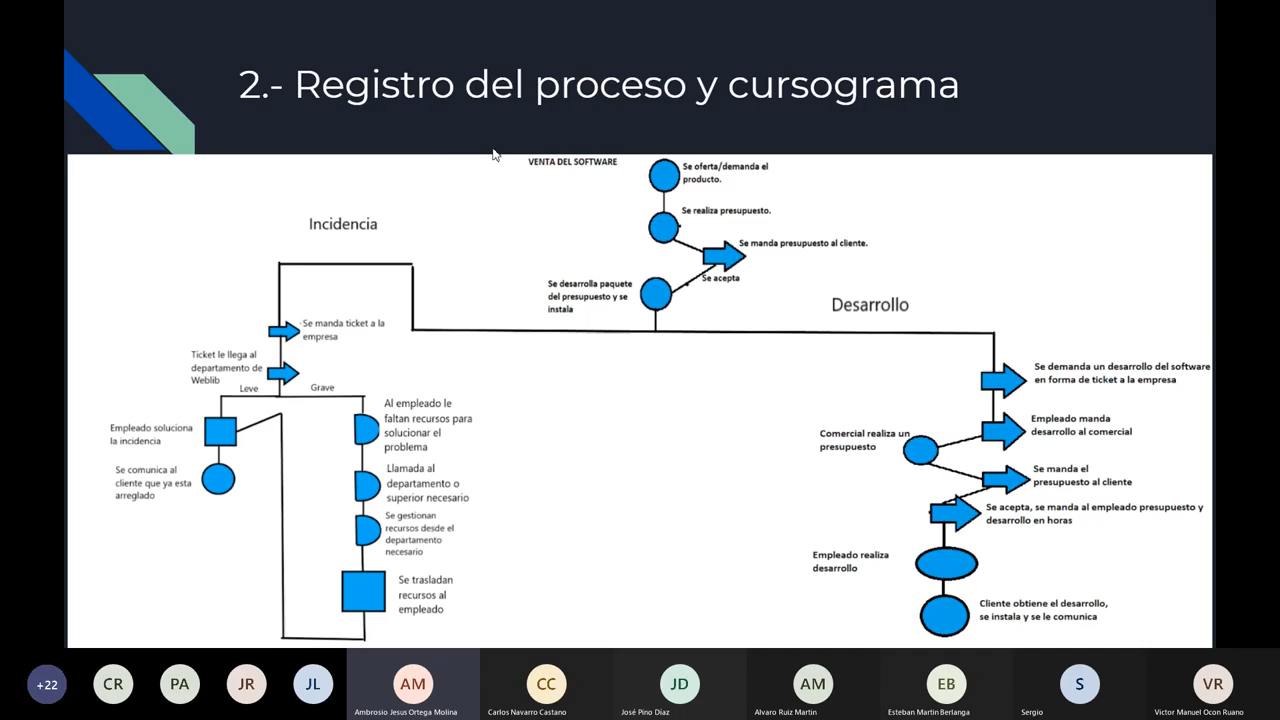 2.- Registro del proceso y cursograma
VENTA DEL SOFTWARE
Se oferta/demanda el
producto.
Se realiza presupuesto.
Se manda presupuesto al cliente.
Se acepta
Se desarrolla paquete
del presupuesto y se
instala
Incidencia
Se manda ticket a la
empresa
Ticket le llega al
departamento de
Weblib
Leve
Grave
Empleado soluciona
la incidencia
Se comunica al
cliente que ya esta
arreglado
Al empleado le
faltan recursos para
solucionar el
problema
Llamada al
departamento o
superior necesario
Se gestionan
recursos desde el
departamento
necesario
Se trasladan
recursos al
empleado
Desarrollo
Se demanda un desarrollo del software
en forma de ticket a la empresa
Empleado manda
desarrollo al comercial
Comercial realiza un
presupuesto
Se manda el
presupuesto al cliente
Se acepta, se manda al empleado presupuesto y
desarrollo en horas
Empleado realiza
desarrollo
Cliente obtiene el desarrollo,
se instala y se le comunica
+22
CR
PA
JR
JL
AM
Ambrosio Jesus Ortega Molina
CC
Carlos Navarro Castano
JD
José Pino Díaz
AM
Alvaro Ruiz Martin
EB
Esteban Martin Berlanga
S
Sergio
VR
Victor Manuel Ocon Ruano